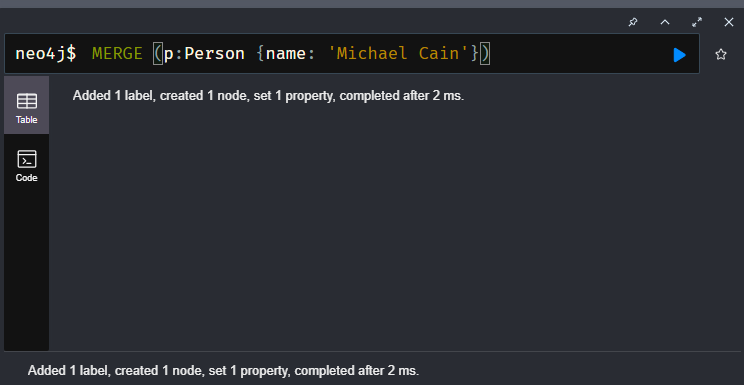 neo4j$ MERGE (p:Person {name: 'Michael Cain'})
Added 1 label, created 1 node, set 1 property, completed after 2 ms.
Table
Code
Added 1 label, created 1 node, set 1 property, completed after 2 ms.